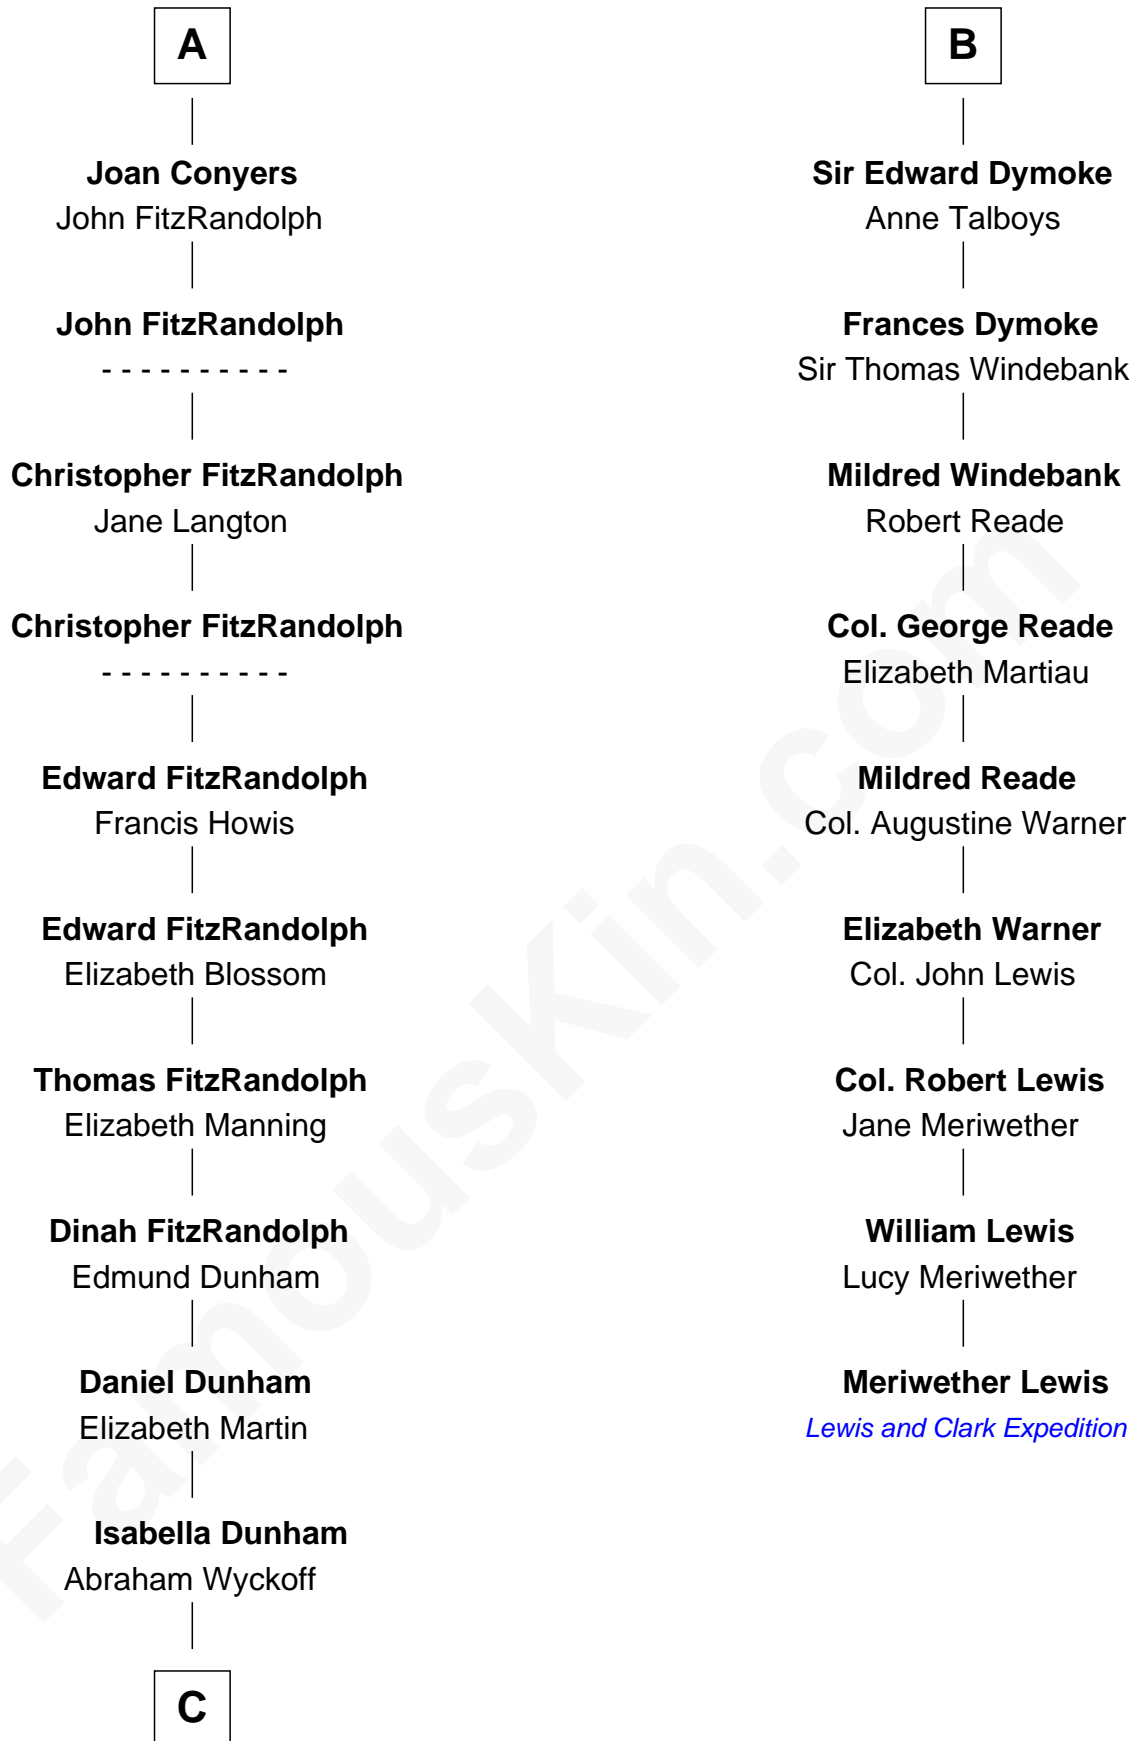 A
Joan Conyers
John FitzRandolph
John FitzRandolph
- - - - - - - - - -
Christopher FitzRandolph
Jane Langton
Christopher FitzRandolph
- - - - - - - - - -
Edward FitzRandolph
Francis Howis
Edward FitzRandolph
Elizabeth Blossom
Thomas FitzRandolph
Elizabeth Manning
Dinah FitzRandolph
Edmund Dunham
Daniel Dunham
Elizabeth Martin
Isabella Dunham
Abraham Wyckoff
C
B
Sir Edward Dymoke
Anne Talboys
Frances Dymoke
Sir Thomas Windebank
Mildred Windebank
Robert Reade
Col. George Reade
Elizabeth Martiau
Mildred Reade
Col. Augustine Warner
Elizabeth Warner
Col. John Lewis
Col. Robert Lewis
Jane Meriwether
William Lewis
Lucy Meriwether
Meriwether Lewis
Lewis and Clark Expedition
FamousKin.com